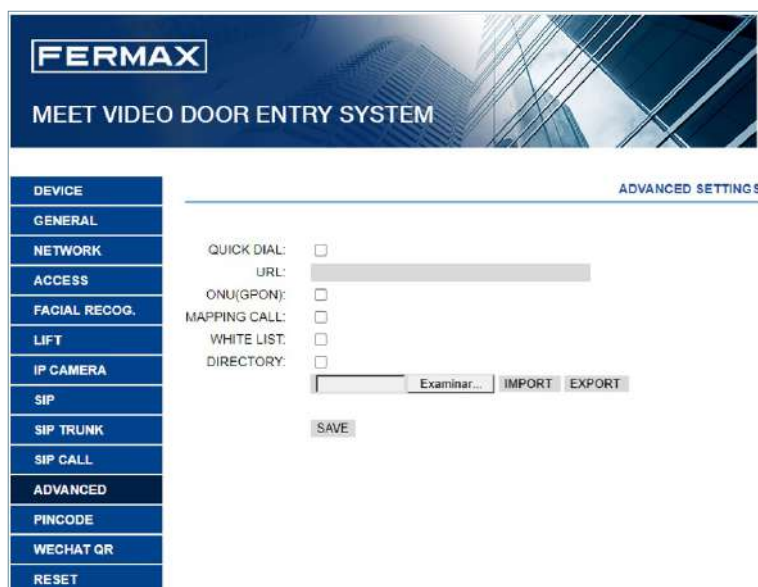 FERMAX
MEET VIDEO DOOR ENTRY SYSTEM
DEVICE
GENERAL
NETWORK
ACCESS
FACIAL RECOG.
LIFT
IP CAMERA
SIP
SIP TRUNK
SIP CALL
ADVANCED
PINCODE
WECHAT QR
RESET
ADVANCED SETTINGS
QUICK DIAL:
URL:
ONU(GPON):
MAPPING CALL:
WHITE LIST:
DIRECTORY:
Examinar... IMPORT EXPORT
SAVE